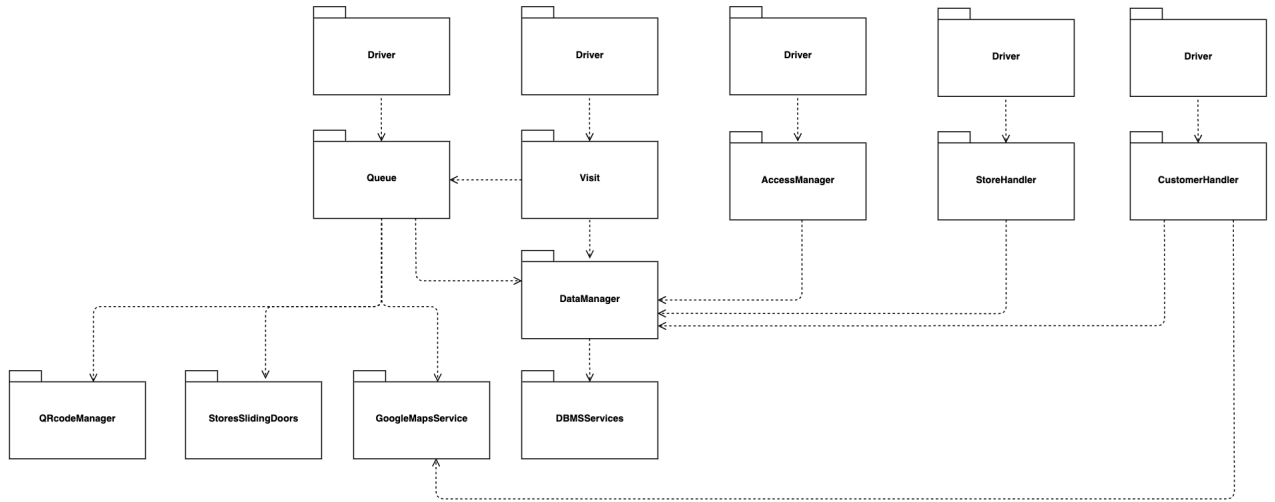 Driver
Driver
Driver
Driver
Driver
Queue
Visit
AccessManager
StoreHandler
CustomerHandler
DataManager
QRcodeManager
StoresSlidingDoors
GoogleMapsService
DBMSServices